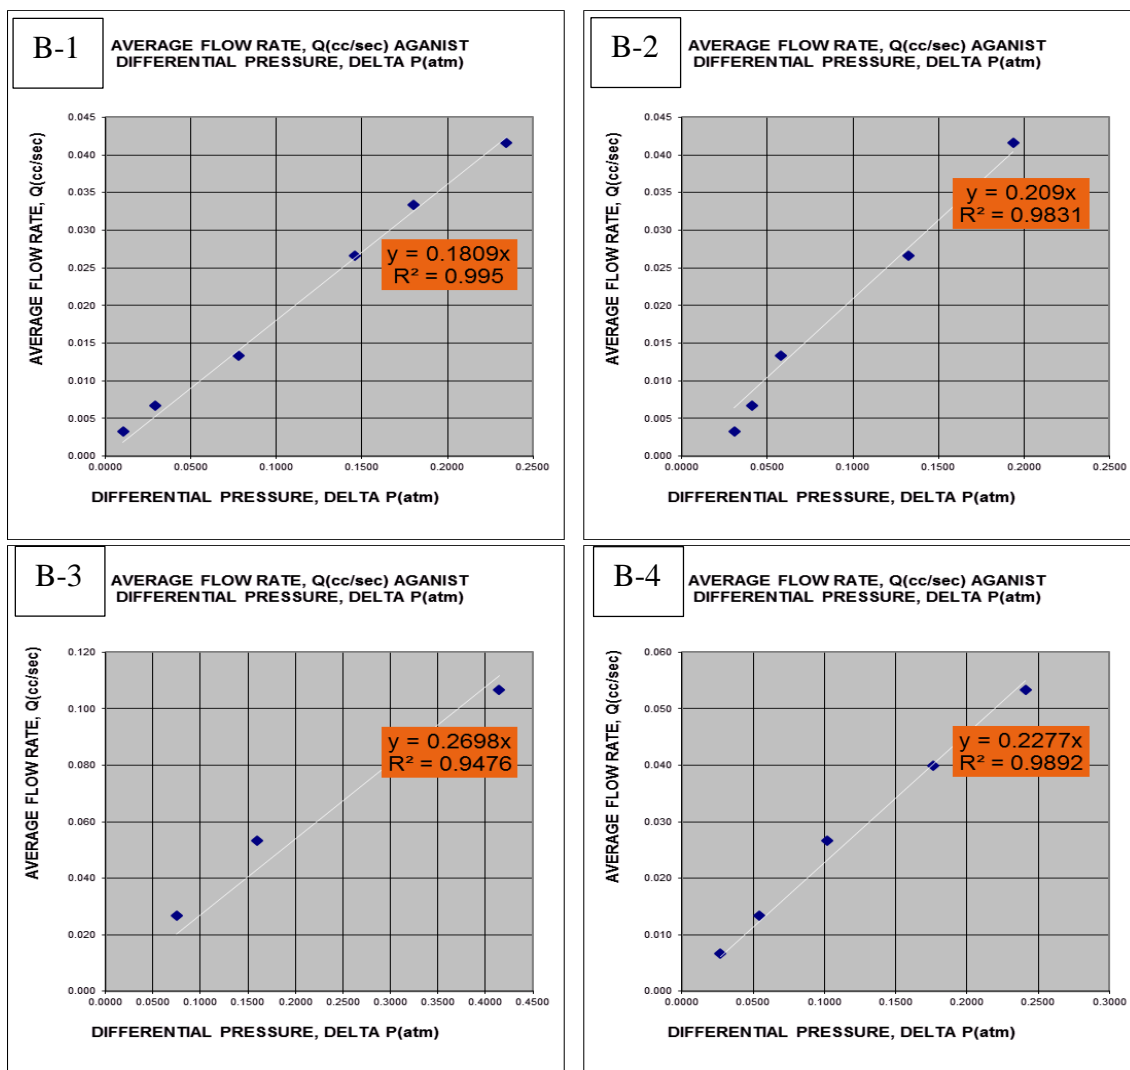 B-1
AVERAGE FLOW RATE, Q(cc/sec) AGANIST
DIFFERENTIAL PRESSURE, DELTA P(atm)
AVERAGE FLOW RATE, Q(cc/sec)
0.045
0.040
0.035
0.030
0.025
0.020
0.015
0.010
0.005
0.000
y = 0.1809x
R² = 0.995
0.0000 0.0500 0.1000 0.1500 0.2000 0.2500
DIFFERENTIAL PRESSURE, DELTA P(atm)
B-2
AVERAGE FLOW RATE, Q(cc/sec) AGANIST
DIFFERENTIAL PRESSURE, DELTA P(atm)
AVERAGE FLOW RATE, Q(cc/sec)
0.045
0.040
0.035
0.030
0.025
0.020
0.015
0.010
0.005
0.000
y = 0.209x
R² = 0.9831
0.0000 0.0500 0.1000 0.1500 0.2000 0.2500
DIFFERENTIAL PRESSURE, DELTA P(atm)
B-3
AVERAGE FLOW RATE, Q(cc/sec) AGANIST
DIFFERENTIAL PRESSURE, DELTA P(atm)
AVERAGE FLOW RATE, Q(cc/sec)
0.120
0.100
0.080
0.060
0.040
0.020
0.000
y = 0.2698x
R² = 0.9476
0.0000 0.0500 0.1000 0.1500 0.2000 0.2500 0.3000 0.3500 0.4000 0.4500
DIFFERENTIAL PRESSURE, DELTA P(atm)
B-4
AVERAGE FLOW RATE, Q(cc/sec) AGANIST
DIFFERENTIAL PRESSURE, DELTA P(atm)
AVERAGE FLOW RATE, Q(cc/sec)
0.060
0.050
0.040
0.030
0.020
0.010
0.000
y = 0.2277x
R² = 0.9892
0.0000 0.0500 0.1000 0.1500 0.2000 0.2500 0.3000
DIFFERENTIAL PRESSURE, DELTA P(atm)